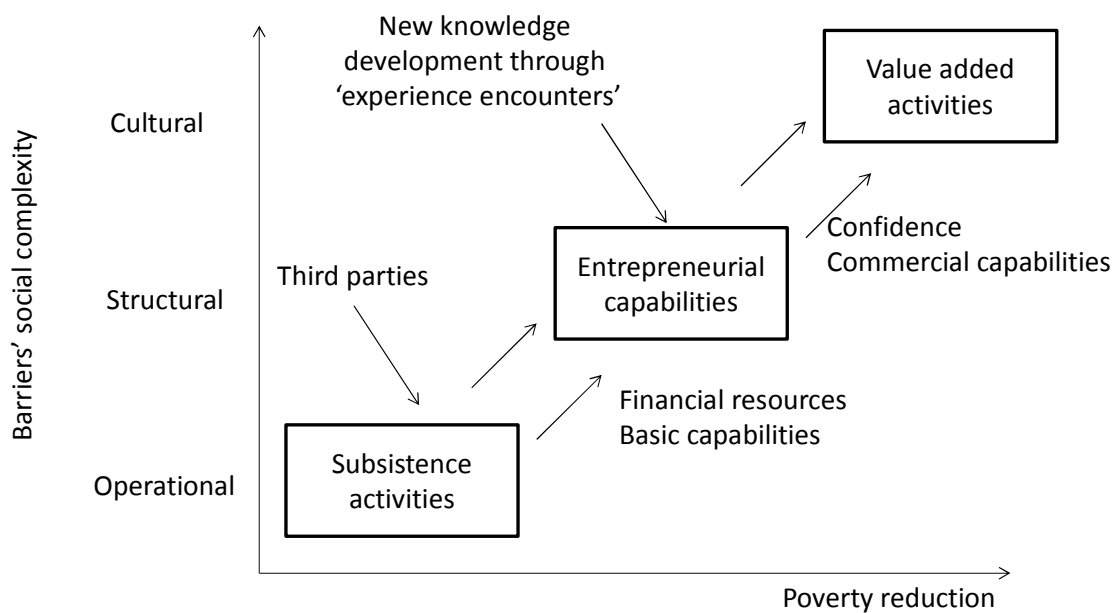 New knowledge
development through
‘experience encounters’
Value added
activities
Cultural
Barriers’ social complexity
Confidence
Commercial capabilities
Entrepreneurial
capabilities
Third parties
Structural
Financial resources
Basic capabilities
Subsistence
activities
Operational
Poverty reduction